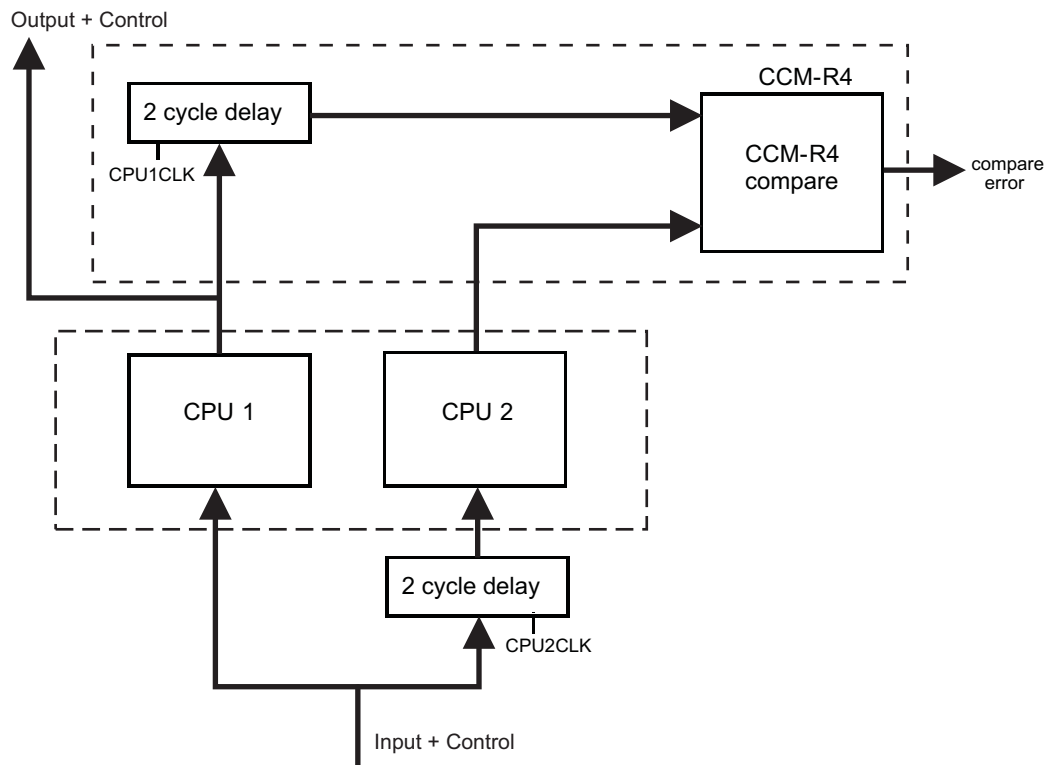 Output + Control
CCM-R4
2 cycle delay
CPU1CLK
CCM-R4
compare
compare
error
CPU 1
CPU 2
2 cycle delay
CPU2CLK
Input + Control